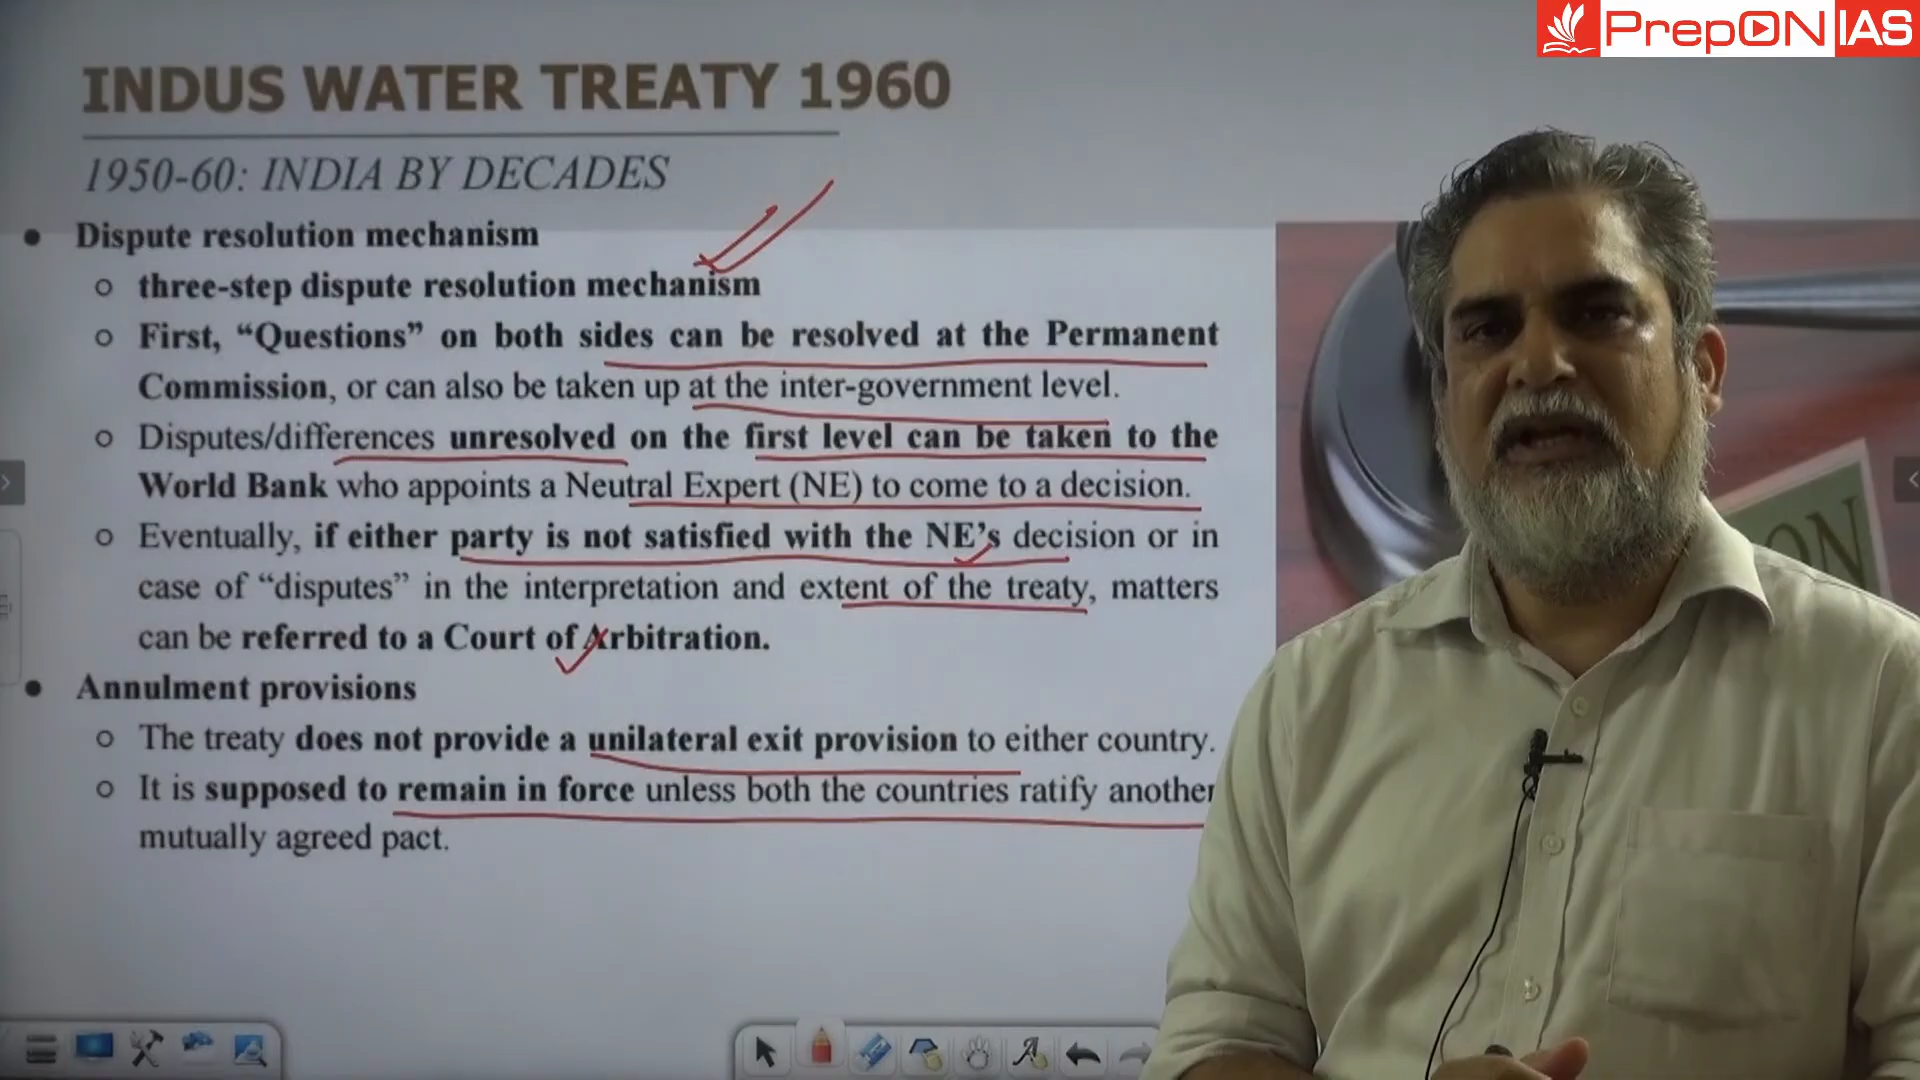 PrepON IAS
INDUS WATER TREATY 1960
1950-60: INDIA BY DECADES
● Dispute resolution mechanism
○ three-step dispute resolution mechanism
○ First, “Questions” on both sides can be resolved at the Permanent
Commission, or can also be taken up at the inter-government level.
○ Disputes/differences unresolved on the first level can be taken to the
World Bank who appoints a Neutral Expert (NE) to come to a decision.
○ Eventually, if either party is not satisfied with the NE’s decision or in
case of “disputes” in the interpretation and extent of the treaty, matters
can be referred to a Court of Arbitration.
● Annulment provisions
○ The treaty does not provide a unilateral exit provision to either country.
○ It is supposed to remain in force unless both the countries ratify another
mutually agreed pact.
ON